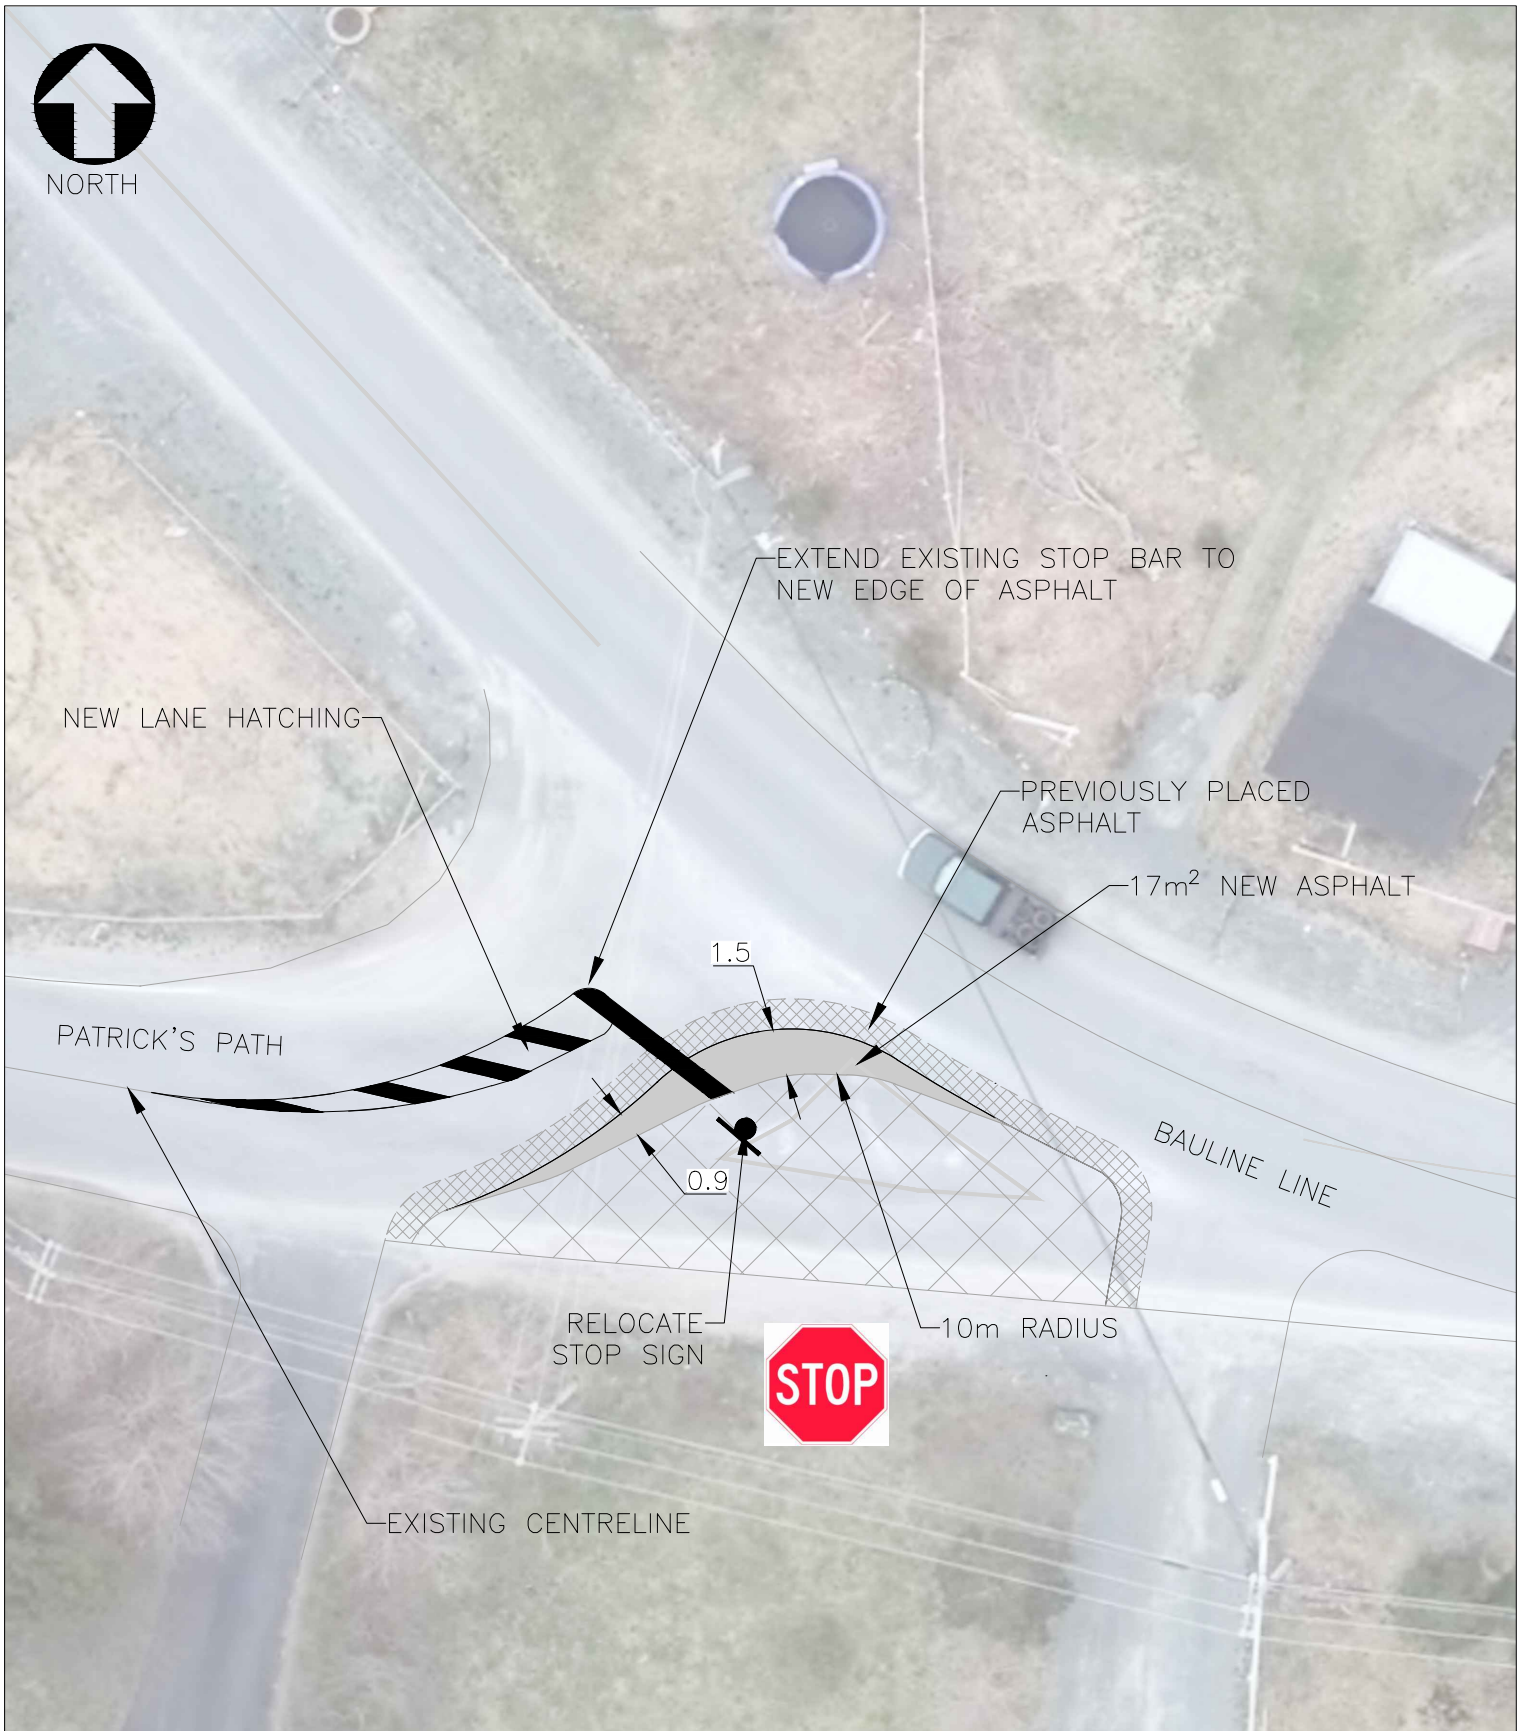 NORTH
EXTEND EXISTING STOP BAR TO
NEW EDGE OF ASPHALT
NEW LANE HATCHING
PREVIOUSLY PLACED
ASPHALT
17m² NEW ASPHALT
1.5
PATRICK'S PATH
BAULINE LINE
0.9
RELOCATE
STOP SIGN
10m RADIUS
STOP
EXISTING CENTRELINE